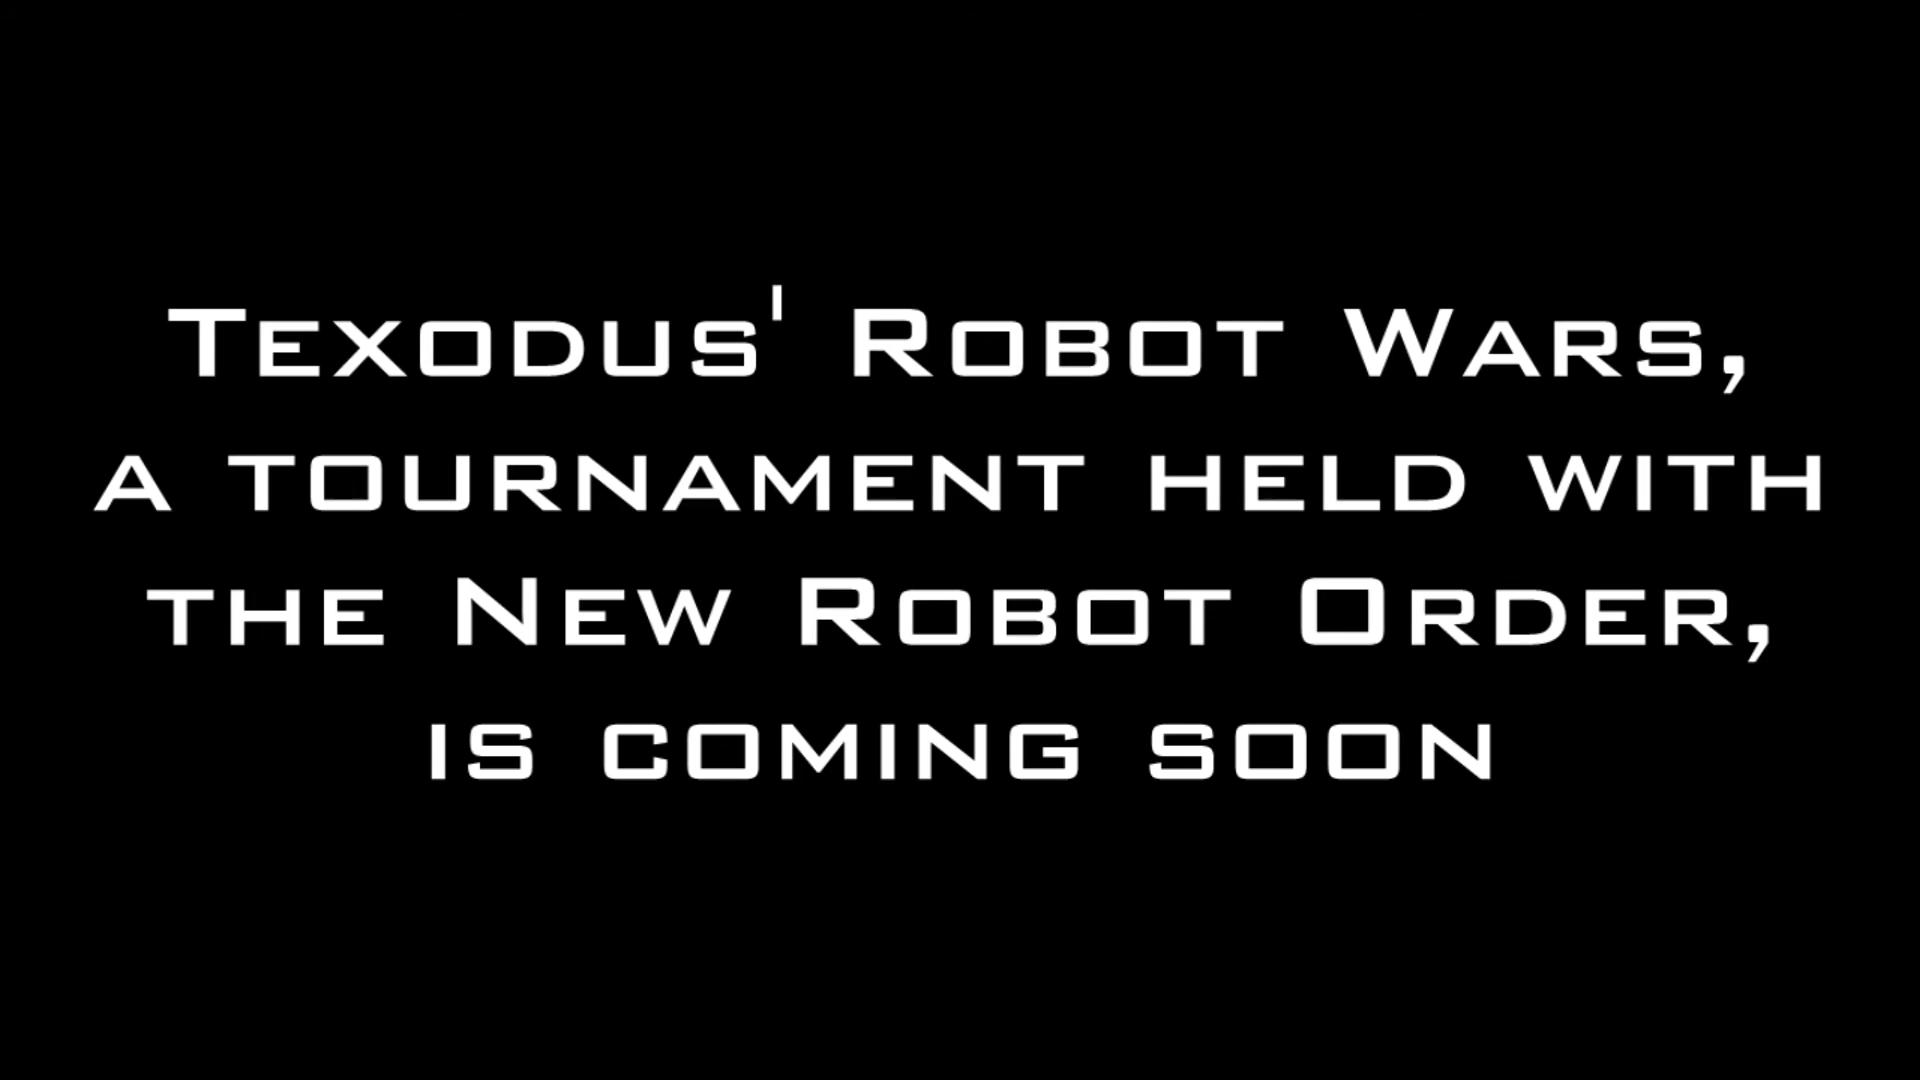 Texodus' Robot Wars,
a tournament held with
the New Robot Order,
is coming soon